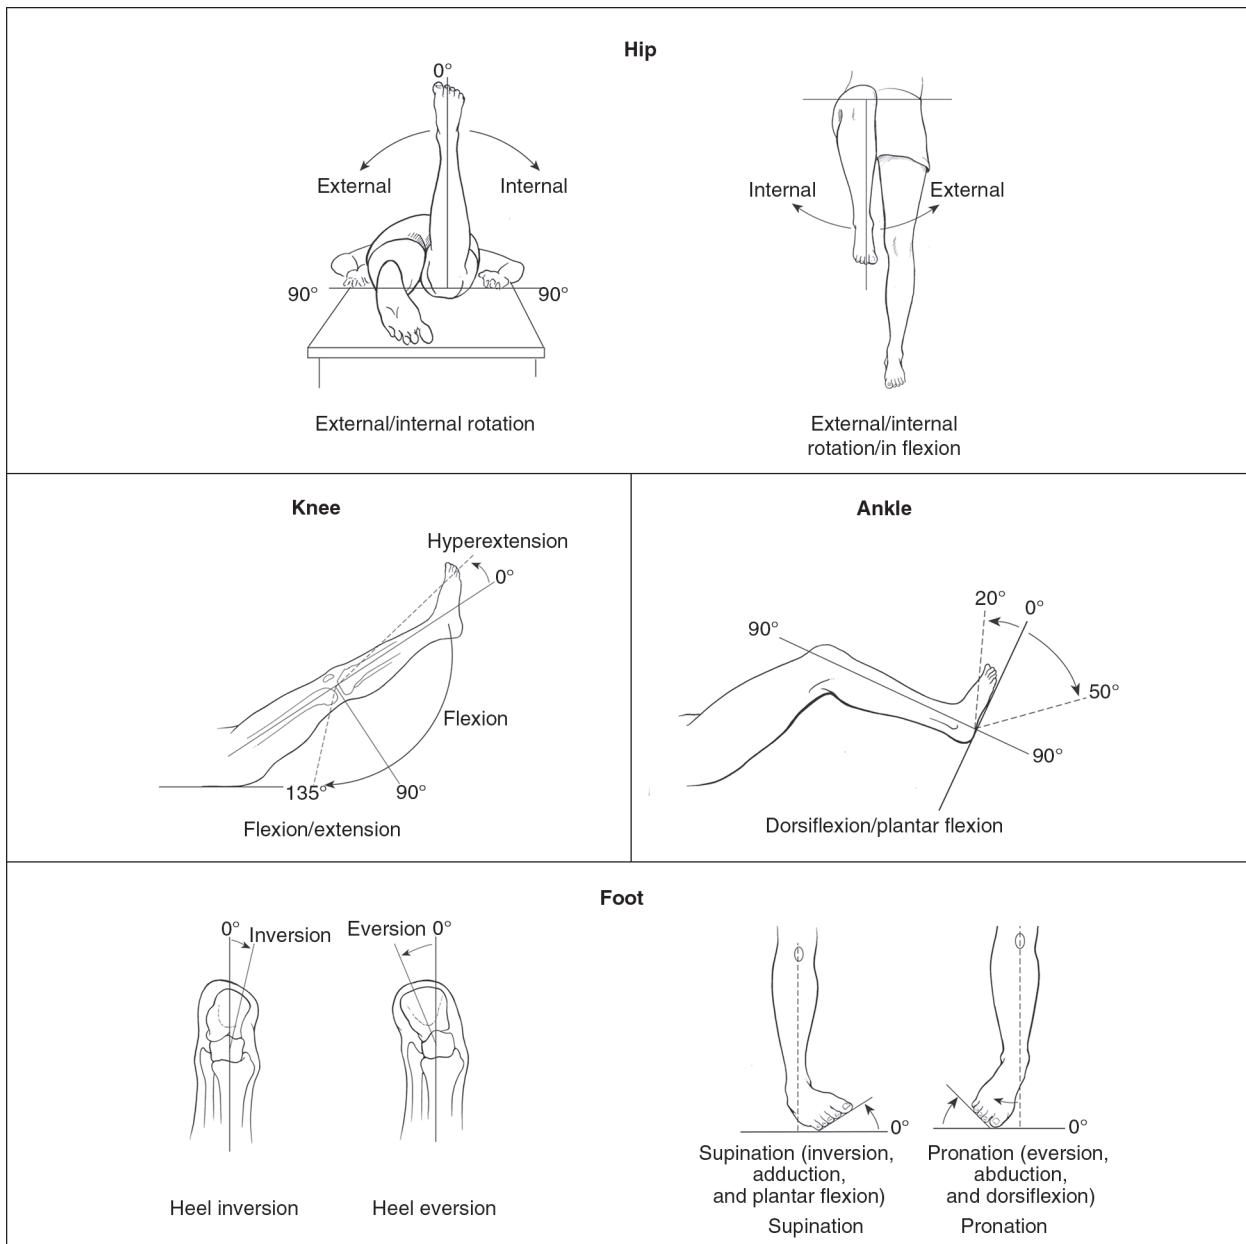 Hip
0°
External
Internal
90°
90°
External/internal rotation
Internal
External
External/internal
rotation/in flexion
Knee
Hyperextension
0°
Flexion
135°
90°
Flexion/extension
Ankle
20°
0°
90°
50°
90°
Dorsiflexion/plantar flexion
Foot
0°
Inversion
Heel inversion
Eversion
0°
Heel eversion
0°
Supination (inversion,
adduction,
and plantar flexion)
Supination
0°
Pronation (eversion,
abduction,
and dorsiflexion)
Pronation